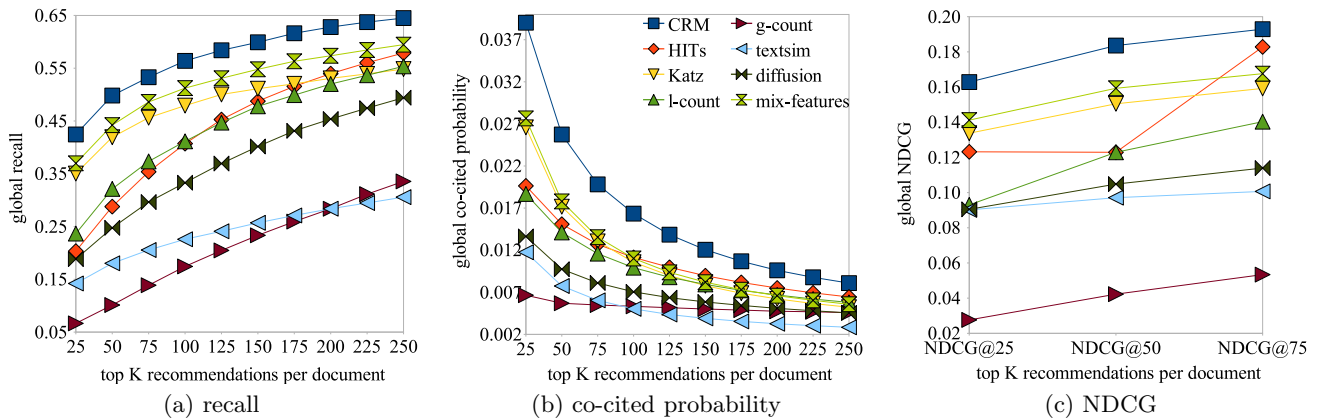 0.65
0.55
0.45
0.35
0.25
0.15
0.05
global recall
25 50 75 100 125 150 175 200 225 250
top K recommendations per document
(a) recall
0.037
0.032
0.027
0.022
0.017
0.012
0.007
0.002
global co-cited probability
CRM g-count
HITs textsim
Katz diffusion
l-count mix-features
25 50 75 100 125 150 175 200 225 250
top K recommendations per document
(b) co-cited probability
0.20
0.18
0.16
0.14
0.12
0.10
0.08
0.06
0.04
0.02
global NDCG
NDCG@25 NDCG@50 NDCG@75
top K recommendations per document
(c) NDCG